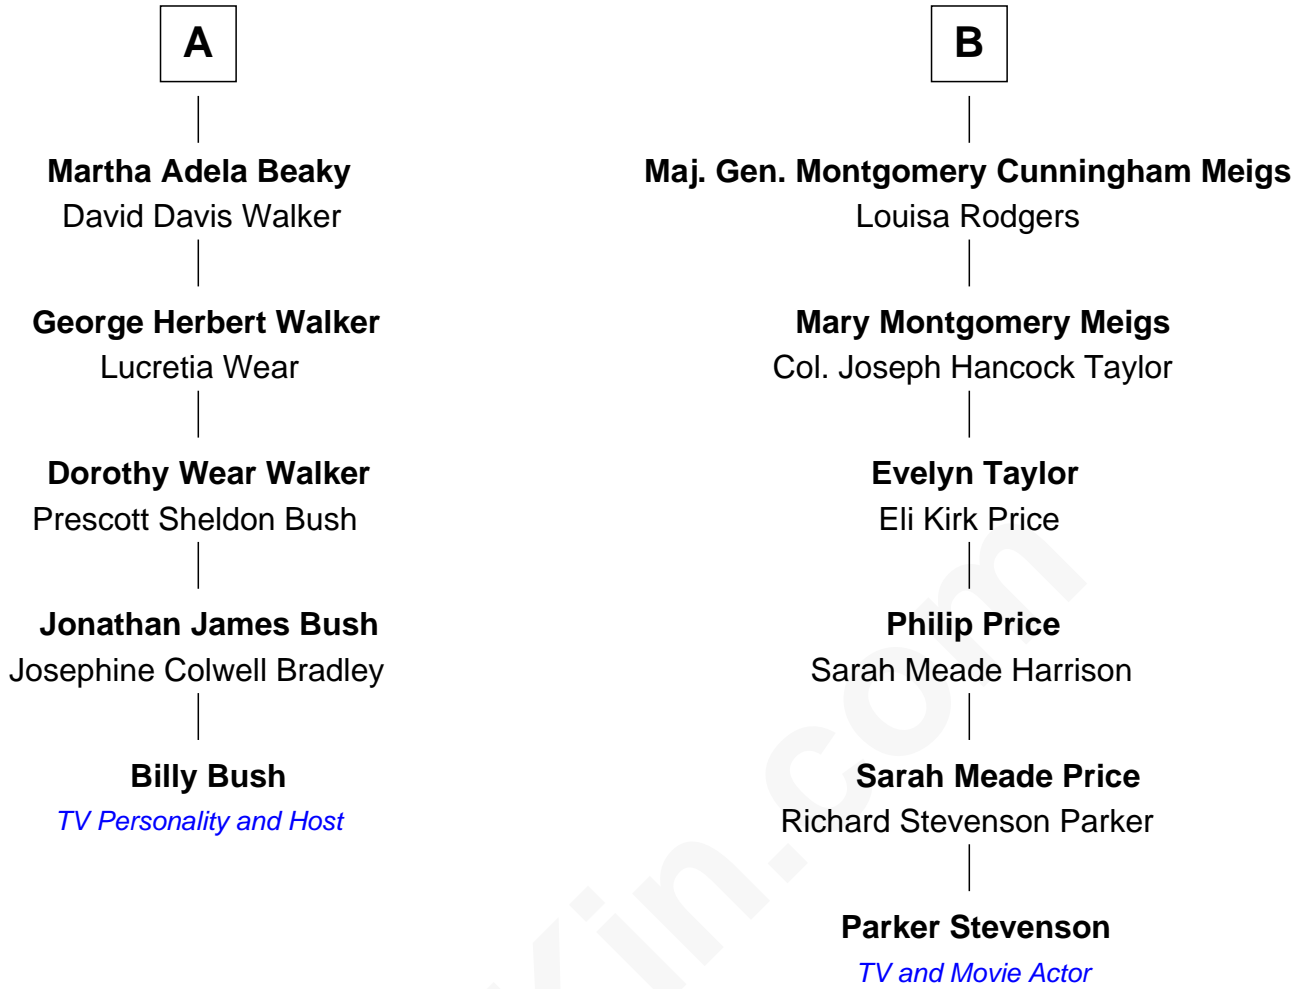 A
Martha Adela Beaky
David Davis Walker
George Herbert Walker
Lucretia Wear
Dorothy Wear Walker
Prescott Sheldon Bush
Jonathan James Bush
Josephine Colwell Bradley
Billy Bush
TV Personality and Host
B
Maj. Gen. Montgomery Cunningham Meigs
Louisa Rodgers
Mary Montgomery Meigs
Col. Joseph Hancock Taylor
Evelyn Taylor
Eli Kirk Price
Philip Price
Sarah Meade Harrison
Sarah Meade Price
Richard Stevenson Parker
Parker Stevenson
TV and Movie Actor
Kin.com